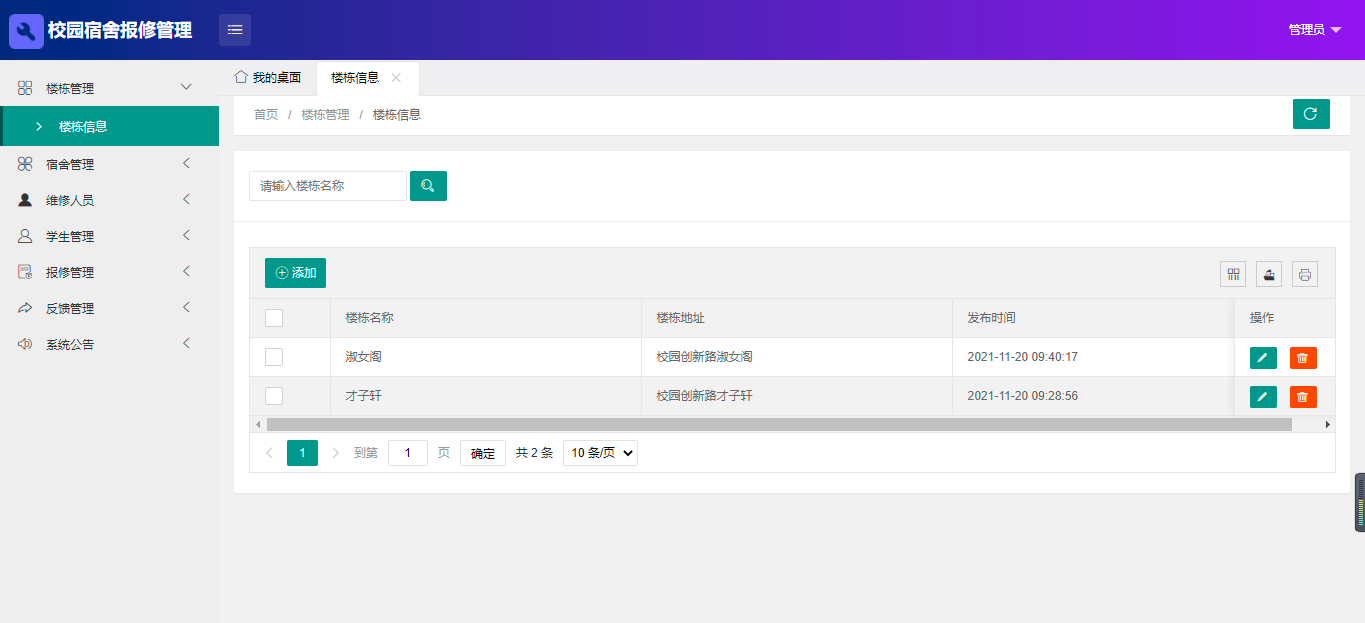 校园宿舍报修管理
管理员
楼栋管理
楼栋信息
宿舍管理
维修人员
学生管理
报修管理
反馈管理
系统公告
我的桌面 楼栋信息
首页 / 楼栋管理 / 楼栋信息
请输入楼栋名称
添加
楼栋名称 楼栋地址 发布时间 操作
淑女阁 校园创新路淑女阁 2021-11-20 09:40:17
才子轩 校园创新路才子轩 2021-11-20 09:28:56
1 到第 1 页 确定 共 2 条 10 条/页